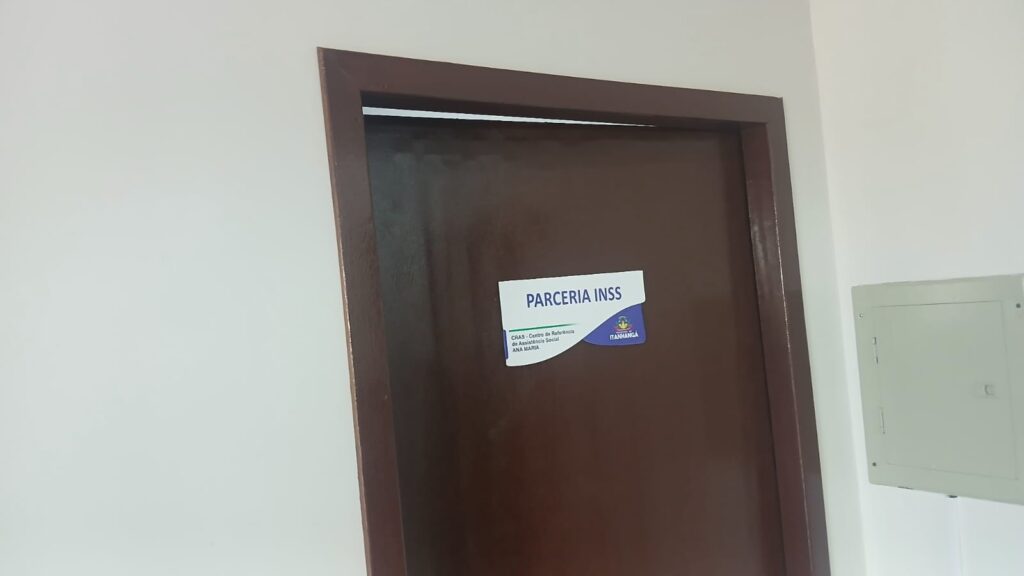 PARCERIA INSS
CRAS - Centro de Referência
de Assistência Social
ANA MARIA
ITANHANGÁ